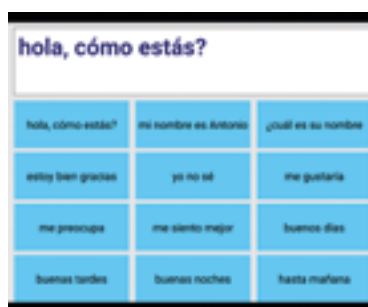 hola, cómo estás?
hola, cómo estás?
mi nombre es Antonio
¿cuál es su nombre
estoy bien gracias
yo no sé
me gustaría
me preocupa
me siento mejor
buenos días
buenas tardes
buenas noches
hasta mañana